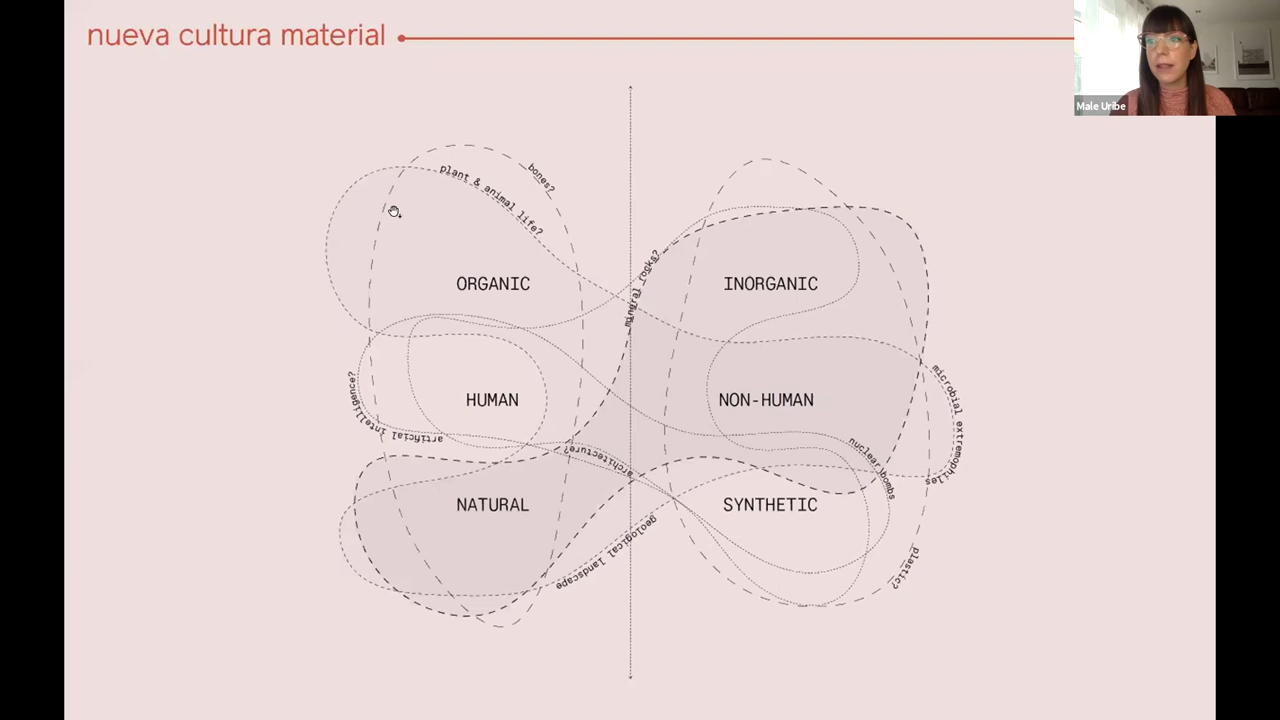 nueva cultura material
Male Uribe
bones?
plant & animal life?
mineral rocks?
ORGANIC
INORGANIC
HUMAN
NON-HUMAN
artificial intelligence?
microbial extremophiles
architecture?
nuclear bombs
NATURAL
SYNTHETIC
geological landscape
plastic?